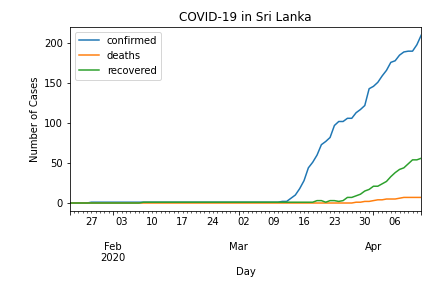 COVID-19 in Sri Lanka
confirmed
deaths
recovered
Number of Cases
200
150
100
50
0
27 03 10 17 24 02 09 16 23 30 06
Feb Mar Apr
2020
Day